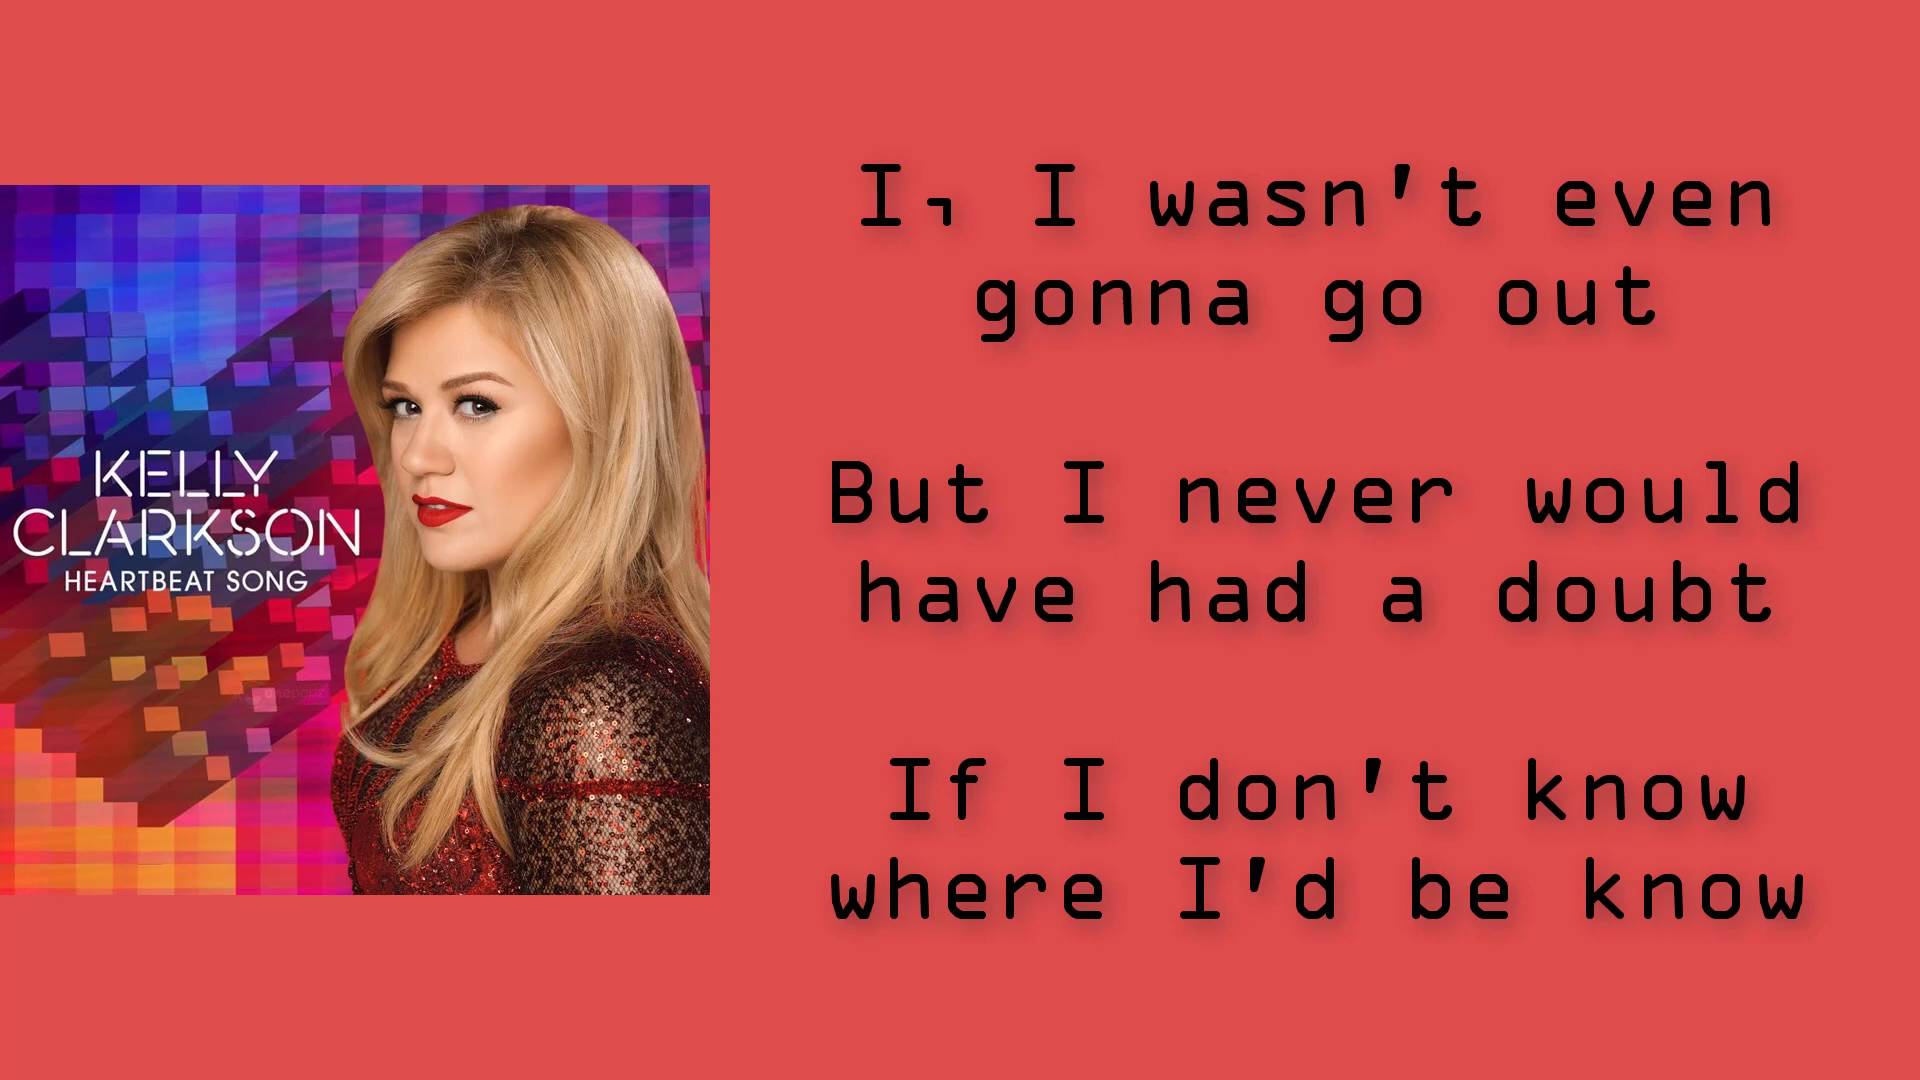 KELLY
CLARKSON
HEARTBEAT SONG
I, I wasn't even
gonna go out
But I never would
have had a doubt
If I don't know
where I'd be know